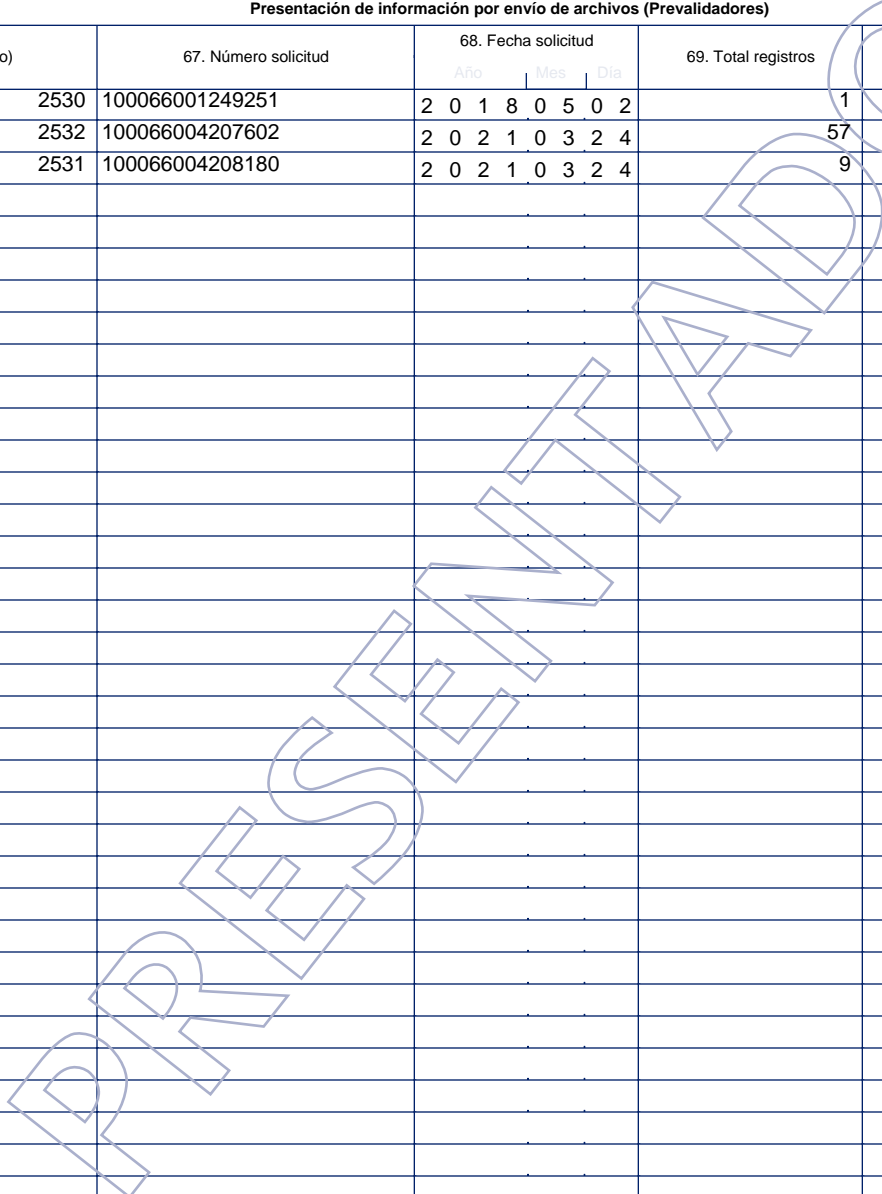 Presentación de información por envío de archivos (Prevalidadores)
o) 67. Número solicitud 68. Fecha solicitud 69. Total registros
Año Mes Día
2530 100066001249251 2 0 1 8 0 5 0 2 1
2532 100066004207602 2 0 2 1 0 3 2 4 57
2531 100066004208180 2 0 2 1 0 3 2 4 9
PRESENTADO